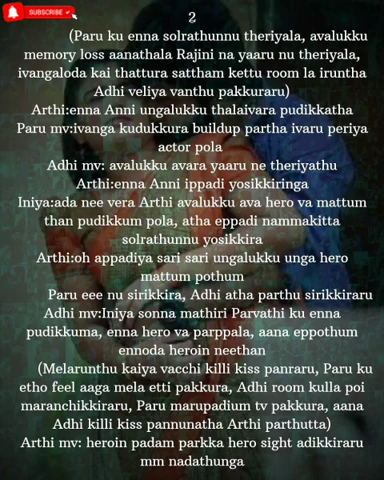 SUBSCRIBE
2
(Paru ku enna solrathunnu theriyala, avalukku
memory loss aanathala Rajini na yaaru nu theriyala,
ivangaloda kai thattura sattham kettu room la iruntha
Adhi veliya vanthu pakkuraru)
Arthi:enna Anni ungalukku thalaivara pudikkatha
Paru mv:ivanga kudukkura buildup partha ivaru periya
actor pola
Adhi mv: avalukku avara yaaru ne theriyathu
Arthi:enna Anni ippadi yosikkiringa
Iniya:ada nee vera Arthi avalukku ava hero va mattum
than pudikkum pola, atha eppadi nammakitta
solrathunnu yosikkira
Arthi:oh appadiya sari sari ungalukku unga hero
mattum pothum
Paru eee nu sirikkira, Adhi atha parthu sirikkiraru
Adhi mv:Iniya sonna mathiri Parvathi ku enna
pudikkuma, enna hero va parppala, aana eppothum
ennoda heroin neethan
(Melarunthu kaiya vacchi killi kiss panraru, Paru ku
etho feel aaga mela etti pakkura, Adhi room kulla poi
maranchikkiraru, Paru marupadium tv pakkura, aana
Adhi killi kiss pannunatha Arthi parthutta)
Arthi mv: heroin padam parkka hero sight adikkiraru
mm nadathunga